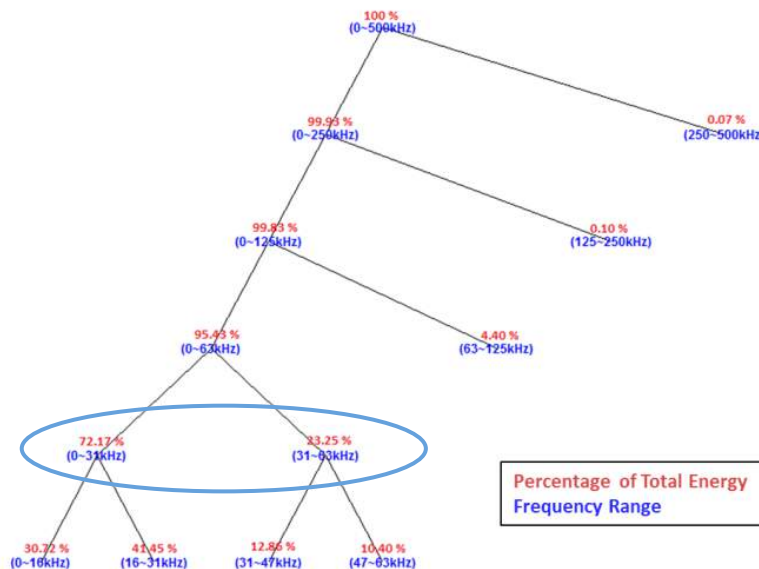 100 %
(0~500kHz)
99.93 %
(0~250kHz)
0.07 %
(250~500kHz)
99.83 %
(0~125kHz)
0.10 %
(125~250kHz)
95.43 %
(0~63kHz)
4.40 %
(63~125kHz)
72.17 %
(0~31kHz)
23.25 %
(31~63kHz)
Percentage of Total Energy
Frequency Range
30.72 %
(0~16kHz)
41.45 %
(16~31kHz)
12.86 %
(31~47kHz)
10.40 %
(47~63kHz)